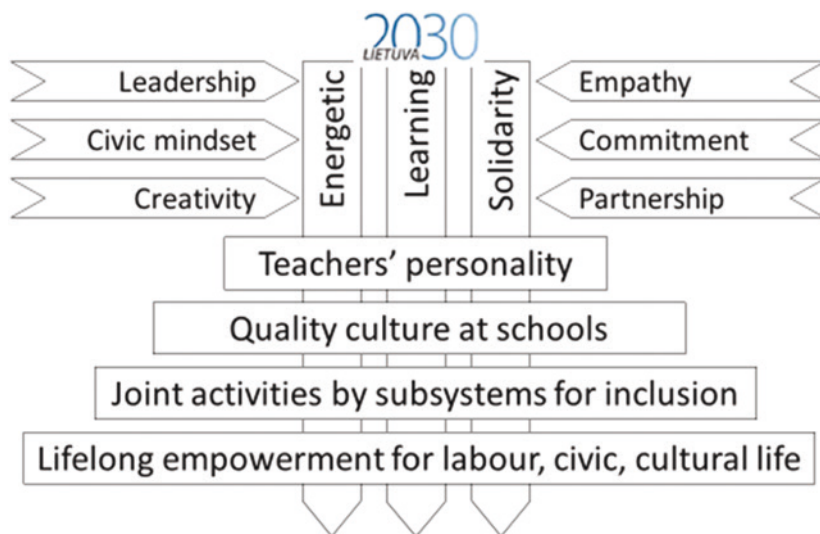 2030
LIETUVA
Leadership
Civic mindset
Creativity
Energetic
Learning
Solidarity
Empathy
Commitment
Partnership
Teachers’ personality
Quality culture at schools
Joint activities by subsystems for inclusion
Lifelong empowerment for labour, civic, cultural life